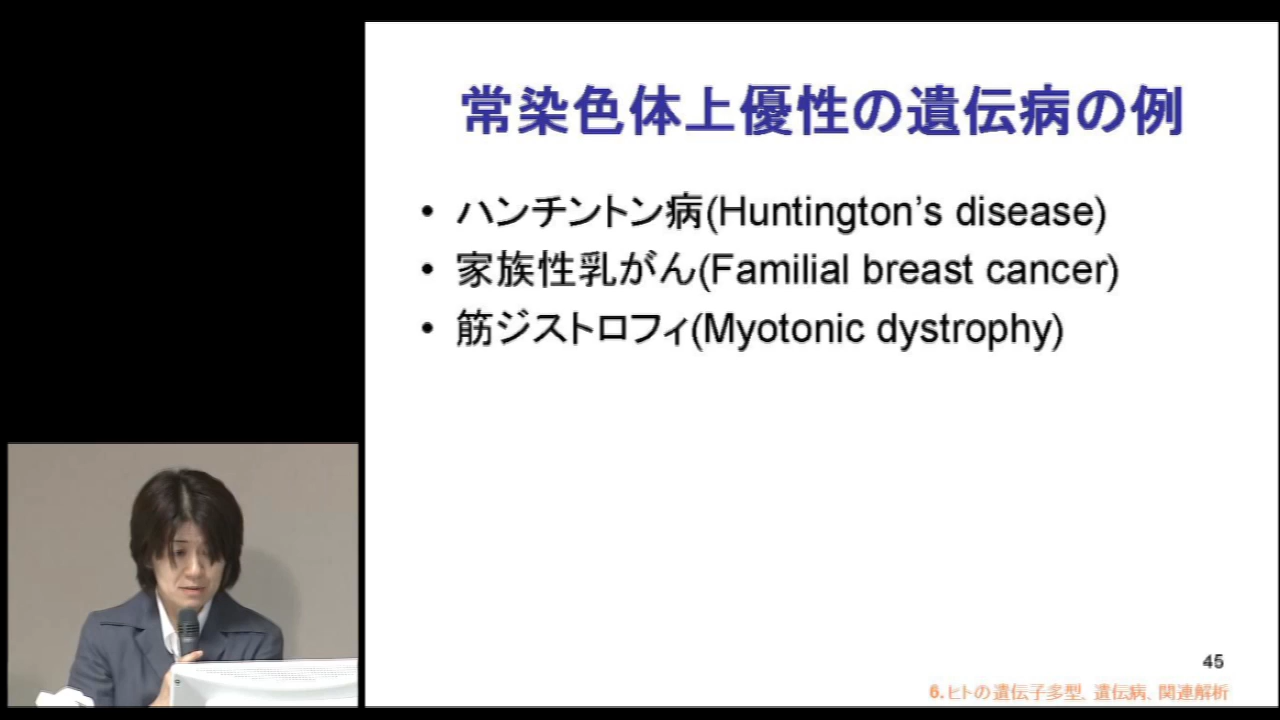 常染色体上優性の遺伝病の例
• ハンチントン病(Huntington's disease)
• 家族性乳がん(Familial breast cancer)
• 筋ジストロフィ(Myotonic dystrophy)
45
6. ヒトの遺伝子多型、遺伝病、関連解析